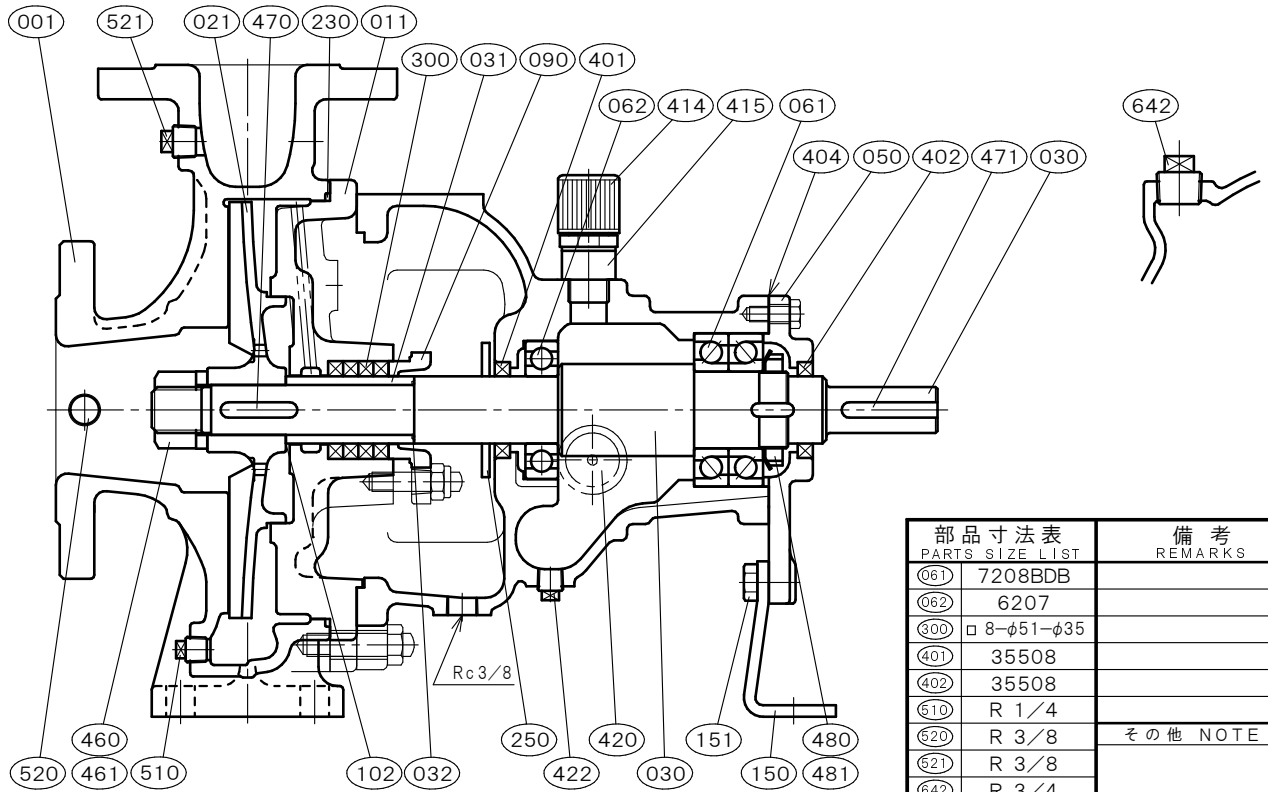 001 521 021 470 230 011
300 031 090 401
062 414 415 061 642
404 050 402 471 030
Rc3/8
460 250 420 030 151 480
520 461 510 102 032 422 150 481
部品寸法表 備考
PARTS SIZE LIST REMARKS
061 7208BDB
062 6207
300 □ 8-φ51-φ35
401 35508
402 35508
510 R 1/4
520 R 3/8 その他 NOTE
521 R 3/8
642 R 3/4